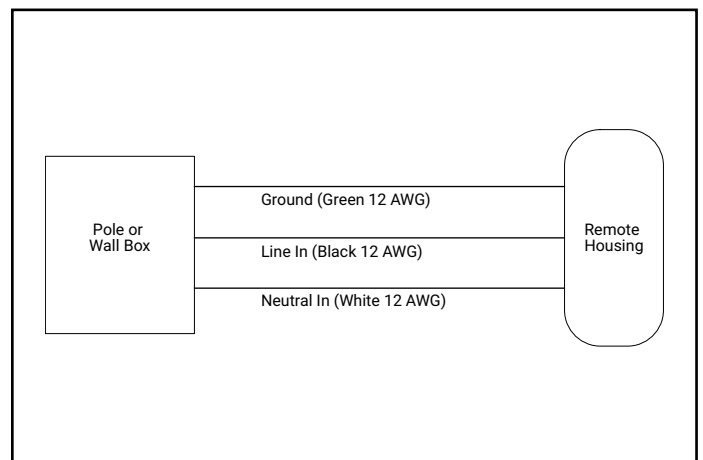 Pole or
Wall Box
Ground (Green 12 AWG)
Line In (Black 12 AWG)
Neutral In (White 12 AWG)
Remote
Housing